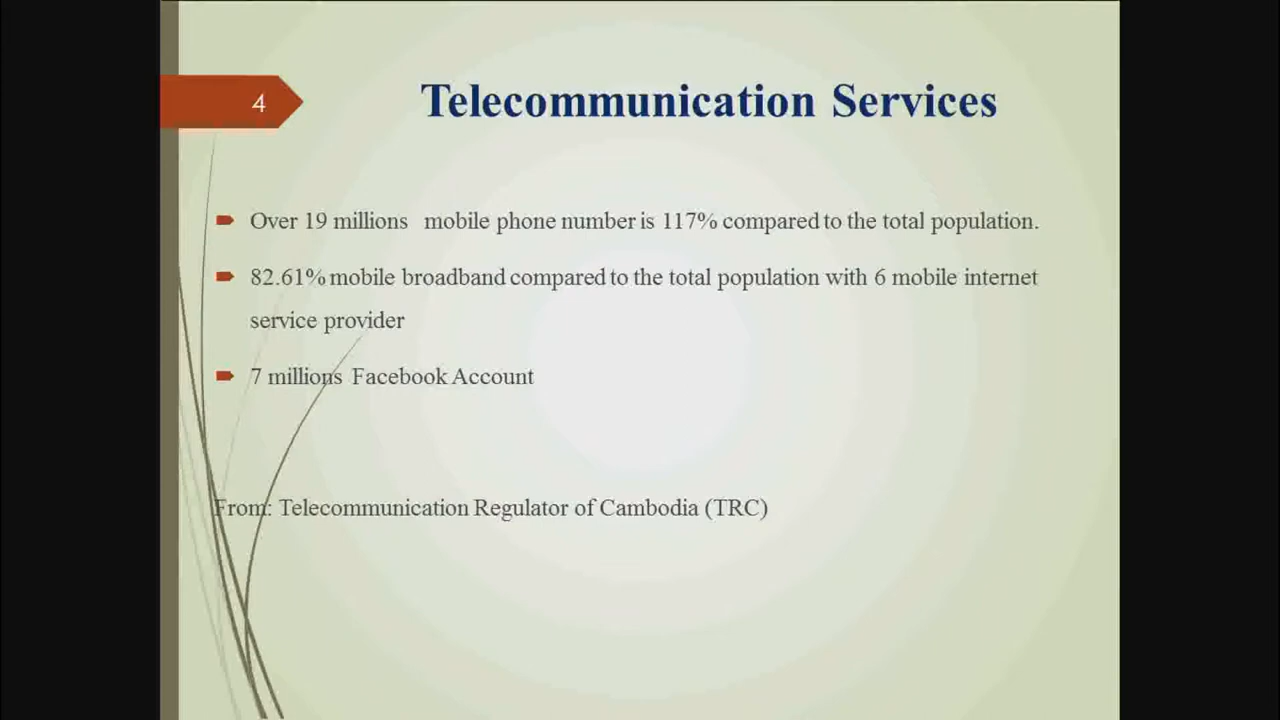 4
Telecommunication Services
Over 19 millions mobile phone number is 117% compared to the total population.
82.61% mobile broadband compared to the total population with 6 mobile internet
service provider
7 millions Facebook Account
From: Telecommunication Regulator of Cambodia (TRC)